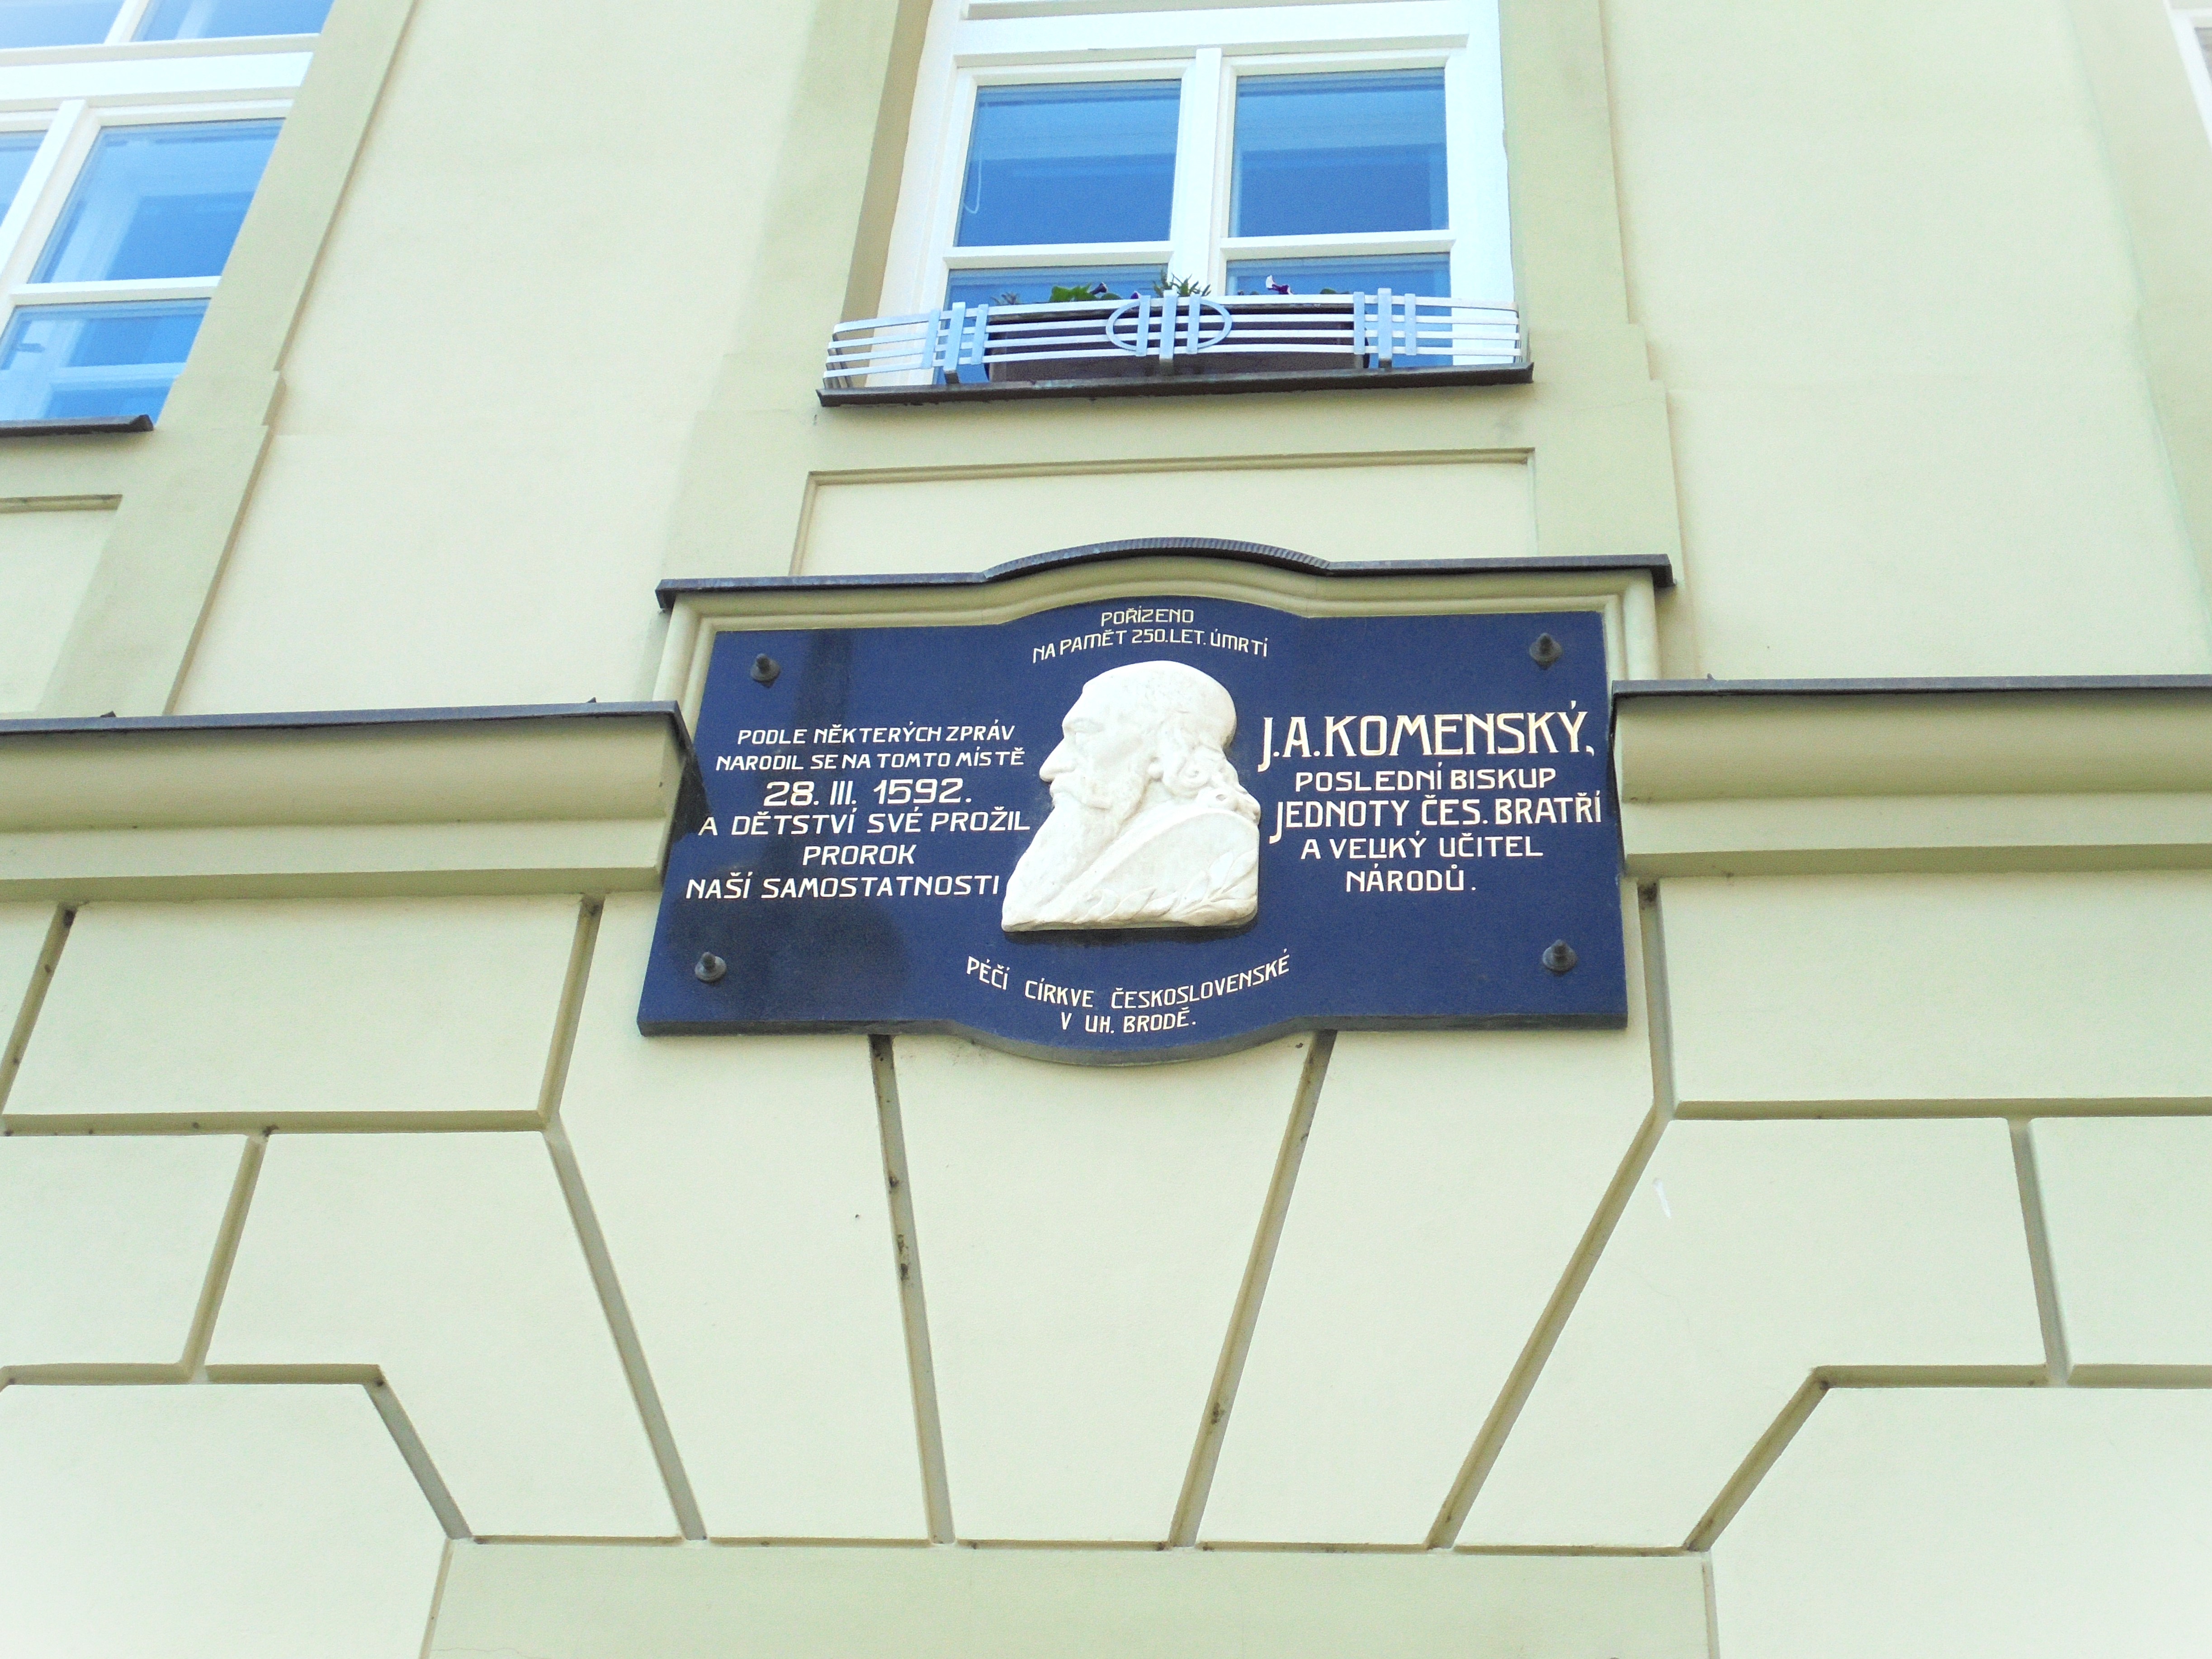 POŘÍZENO
NA PAMĚT 250.LET. ÚMRTÍ
PODLE NĚKTERÝCH ZPRÁV
NARODIL SE NA TOMTO MÍSTĚ
28. III. 1592.
A DĚTSTVÍ SVÉ PROŽIL
PROROK
NAŠÍ SAMOSTATNOSTI
J.A.KOMENSKÝ,
POSLEDNÍ BISKUP
JEDNOTY ČES. BRATŘÍ
A VELIKÝ UČITEL
NÁRODŮ.
PÉČÍ CÍRKVE ČESKOSLOVENSKÉ
V UH. BRODĚ.